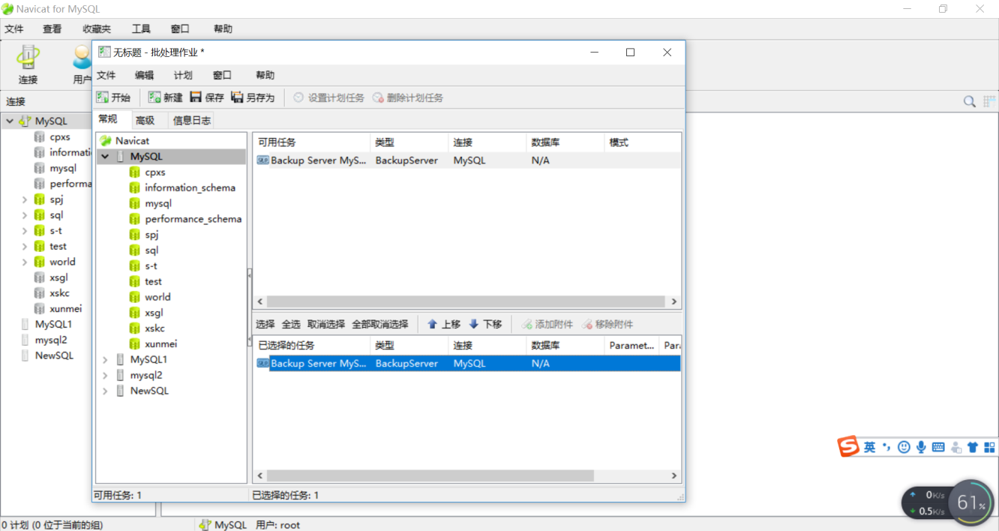 Navicat for MySQL
文件 查看 收藏夹 工具 窗口 帮助
连接
用户
连接
MySQL
cpxs
informati
mysql
performa
spj
sql
s-t
test
world
xsgl
xskc
xunmei
MySQL1
mysql2
NewSQL
无标题 - 批处理作业 *
文件 编辑 计划 窗口 帮助
开始 新建 保存 另存为 设置计划任务 删除计划任务
常规 高级 信息日志
Navicat
MySQL
cpxs
information_schema
mysql
performance_schema
spj
sql
s-t
test
world
xsgl
xskc
xunmei
MySQL1
mysql2
NewSQL
可用任务 类型 连接 数据库 模式
Backup Server MyS... BackupServer MySQL N/A
选择 全选 取消选择 全部取消选择 上移 下移 添加附件 移除附件
已选择的任务 类型 连接 数据库 Paramet... Par
Backup Server MyS... BackupServer MySQL N/A
可用任务: 1 已选择的任务: 1
S 英
0K/s
0.5K/s
61%
0 计划 (0 位于当前的组) MySQL 用户: root